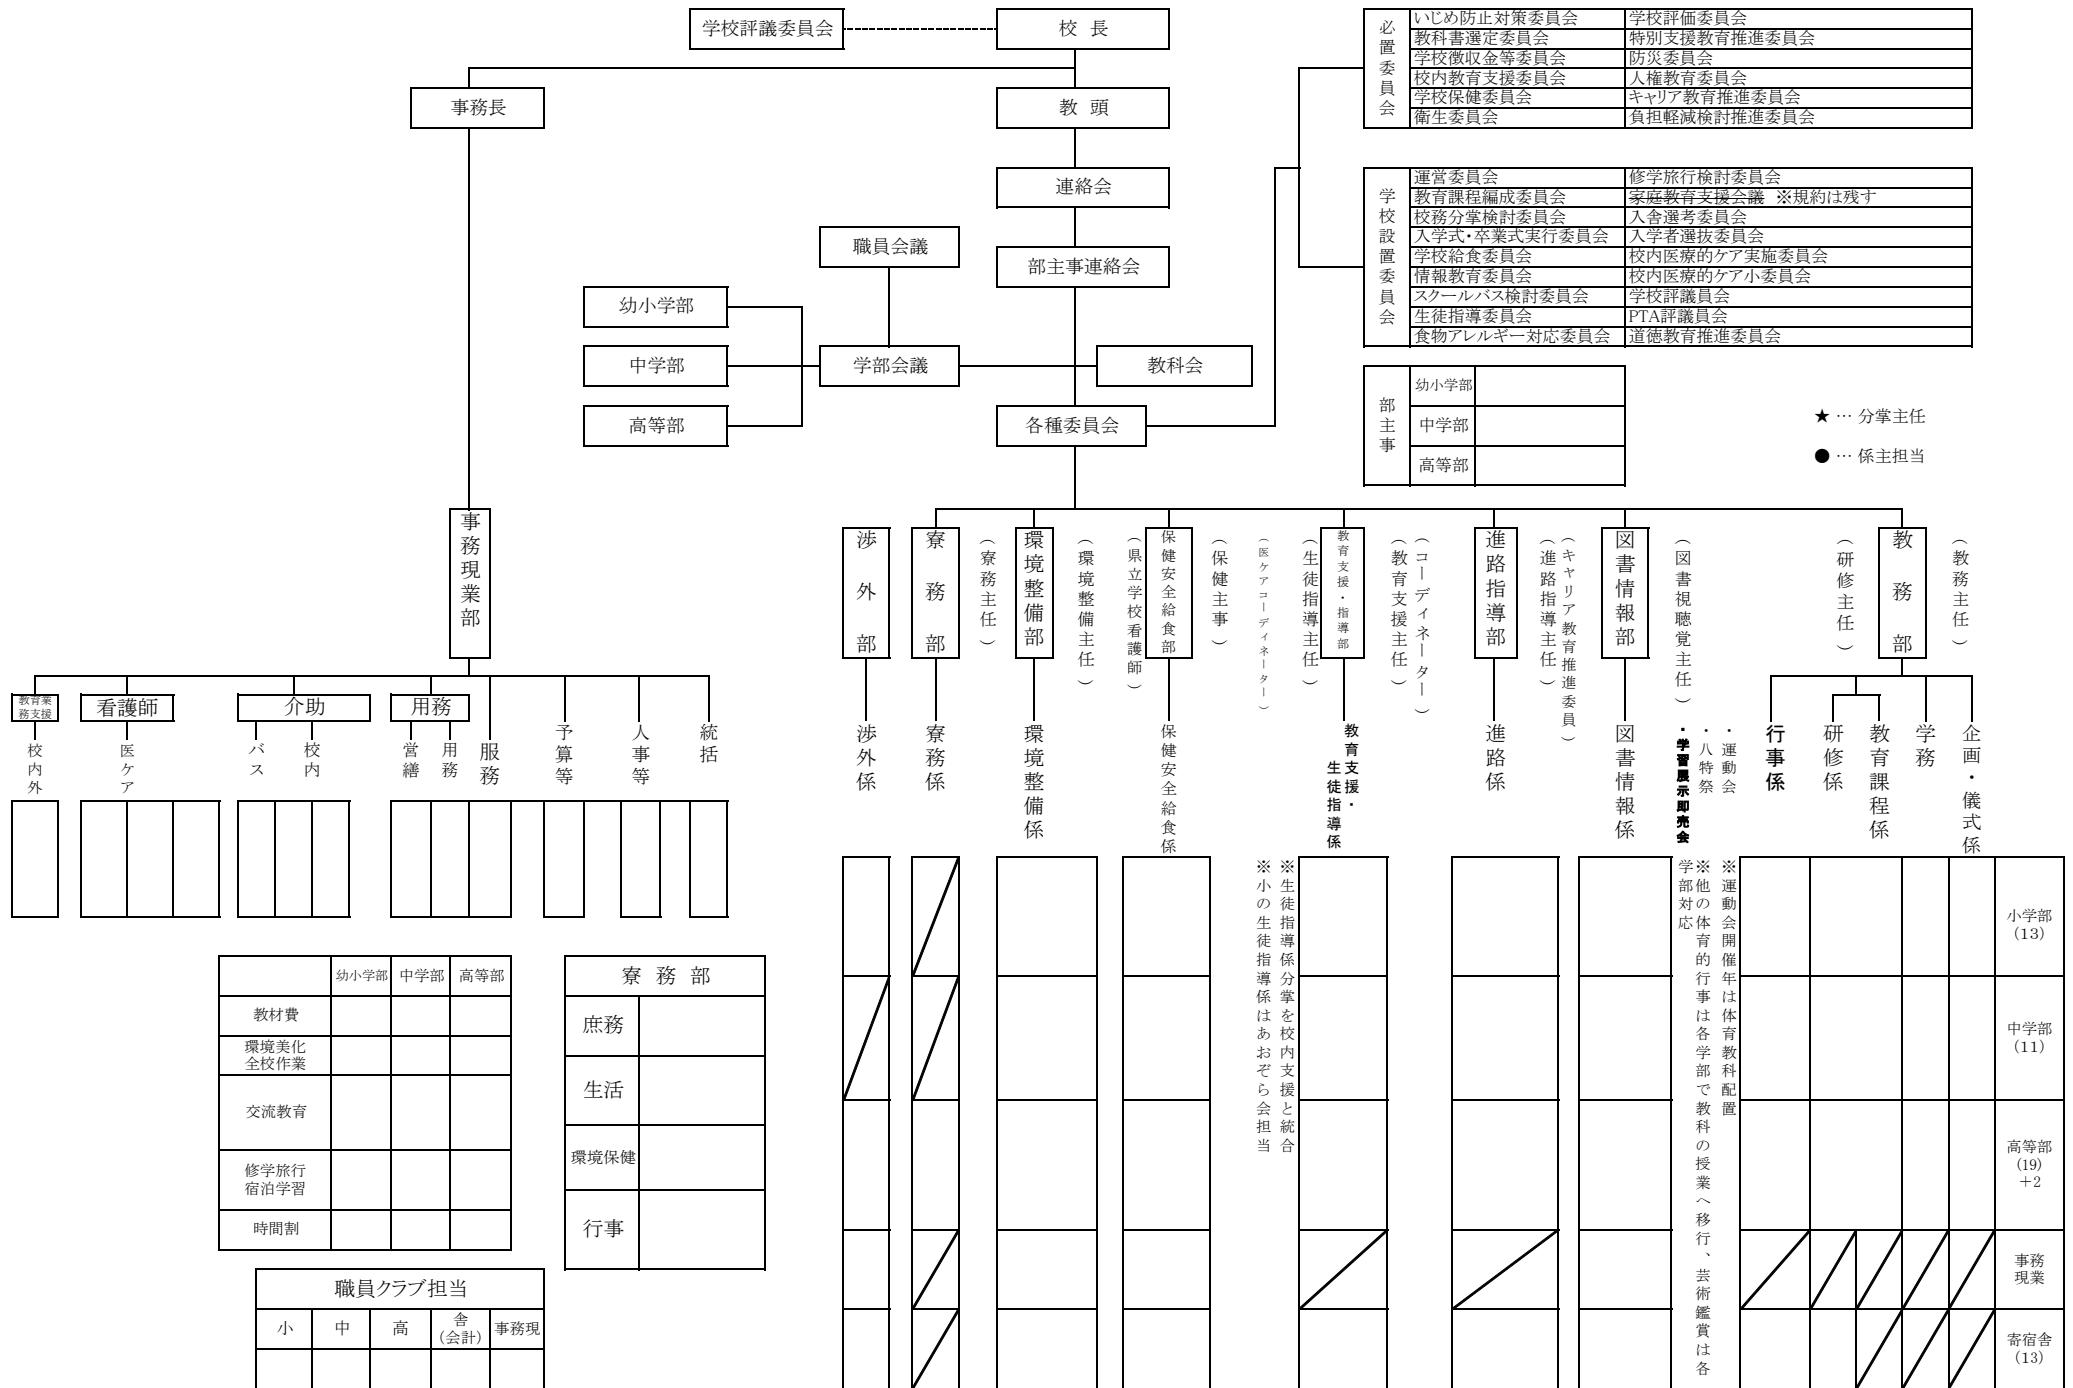 学校評議委員会
校 長
事務長
教 頭
連絡会
職員会議
部主事連絡会
幼小学部
中学部
学部会議
教科会
高等部
各種委員会
必置委員会
いじめ防止対策委員会 学校評価委員会
教科書選定委員会 特別支援教育推進委員会
学校徴収金等委員会 防災委員会
校内教育支援委員会 人権教育委員会
学校保健委員会 キャリア教育推進委員会
衛生委員会 負担軽減検討推進委員会
学校設置委員会
運営委員会 修学旅行検討委員会
教育課程編成委員会 家庭教育支援会議 ※規約は残す
校務分掌検討委員会 入舎選考委員会
入学式・卒業式実行委員会 入学者選抜委員会
学校給食委員会 校内医療的ケア実施委員会
情報教育委員会 校内医療的ケア小委員会
スクールバス検討委員会 学校評議員会
生徒指導委員会 PTA評議員会
食物アレルギー対応委員会 道徳教育推進委員会
部主事
幼小学部
中学部
高等部
★ … 分掌主任
● … 係主担当
事務現業部
教育業
務支援
看護師
介助
用務
校内外
医ケア
バス
校内
営繕
用務
服務
予算等
人事等
統括
渉外部
寮務部
（寮務主任）
環境整備部
（環境整備主任）
（県立学校看護師）
保健安全給食部
（保健主事）
（医ケアコーディネーター）
（生徒指導主任）
教育支援・指導部
（教育支援主任）
（コーディネーター）
進路指導部
（進路指導主任）
（キャリア教育推進委員）
図書情報部
（図書視聴覚主任）
（研修主任）
教務部
（教務主任）
渉外係
寮務係
環境整備係
保健安全給食係
教育支援・
生徒指導係
進路係
図書情報係
・運動会
・八特祭
・学習展示即売会
行事係
研修係
教育課程係
学務
企画・儀式係
※生徒指導係分掌を校内支援と統合
※小の生徒指導係はあおぞら会担当
※運動会開催年は体育教科配置
※他の体育的行事は各学部で教科の授業へ移行、芸術鑑賞は各
学部対応
小学部
（13）
中学部
（11）
高等部
（19）
＋2
事務
現業
寄宿舎
（13）
幼小学部 中学部 高等部
教材費
環境美化
全校作業
交流教育
修学旅行
宿泊学習
時間割
寮 務 部
庶務
生活
環境保健
行事
職員クラブ担当
小 中 高 舎（会計） 事務現